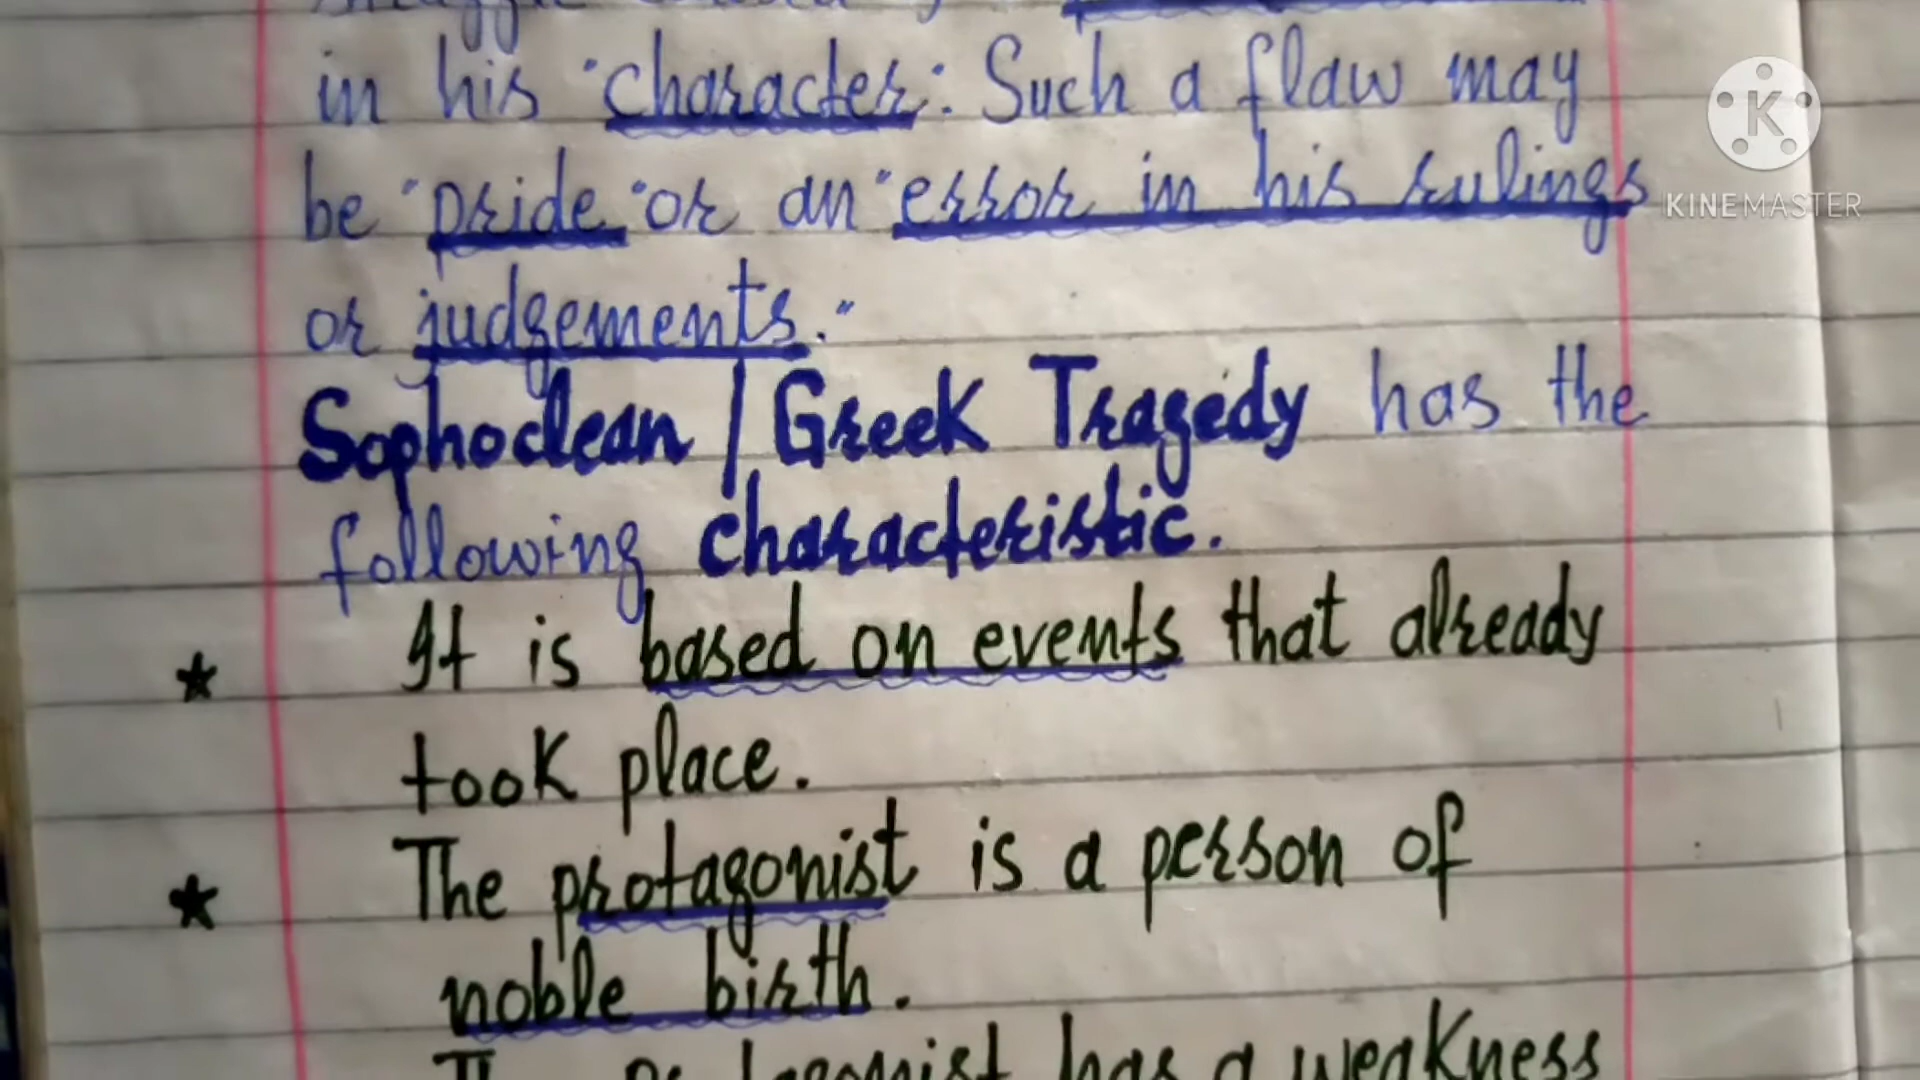 in his "character". Such a flaw may
be "pride" or an "error in his rulings
or judgements."
Sophoclean | Greek Tragedy has the
following characteristic.
★ It is based on events that already
took place.
★ The protagonist is a person of
noble birth.
has a weakness
K
KINEMASTER